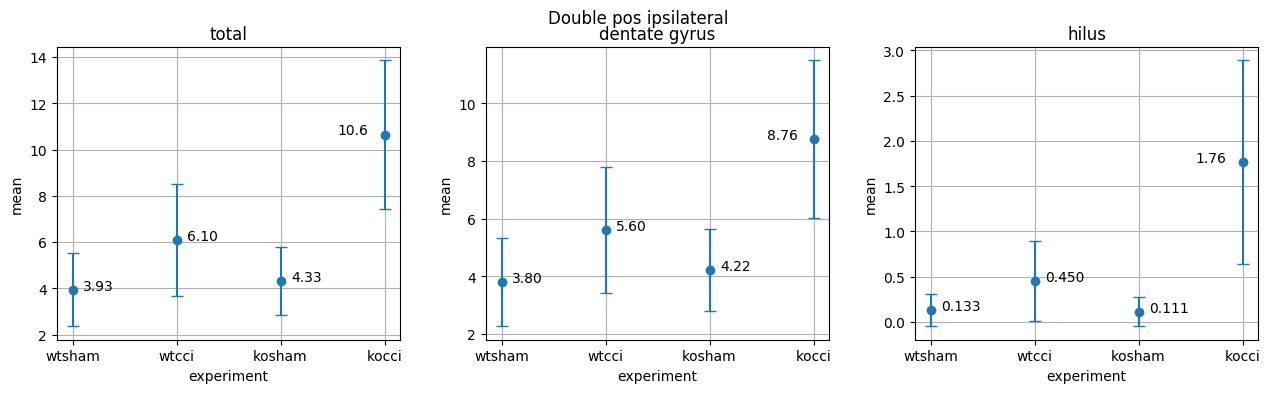 Double pos ipsilateral
total
14
12
10
8
6
4
2
mean
3.93
6.10
4.33
10.6
wtsham wtcci kosham kocci
experiment
dentate gyrus
10
8
6
4
2
mean
3.80
5.60
4.22
8.76
wtsham wtcci kosham kocci
experiment
hilus
3.0
2.5
2.0
1.5
1.0
0.5
0.0
mean
0.133
0.450
0.111
1.76
wtsham wtcci kosham kocci
experiment